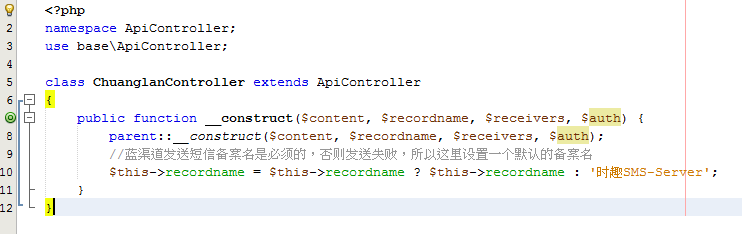 <?php
2 namespace ApiController;
3 use base\ApiController;
4
5 class ChuanglanController extends ApiController
6 {
public function __construct($content, $recordname, $receivers, $auth) {
8 parent::__construct($content, $recordname, $receivers, $auth);
9 //蓝渠道发送短信备案名是必须的，否则发送失败，所以这里设置一个默认的备案名
10 $this->recordname = $this->recordname ? $this->recordname : '时趣SMS-Server';
11 }
12 }